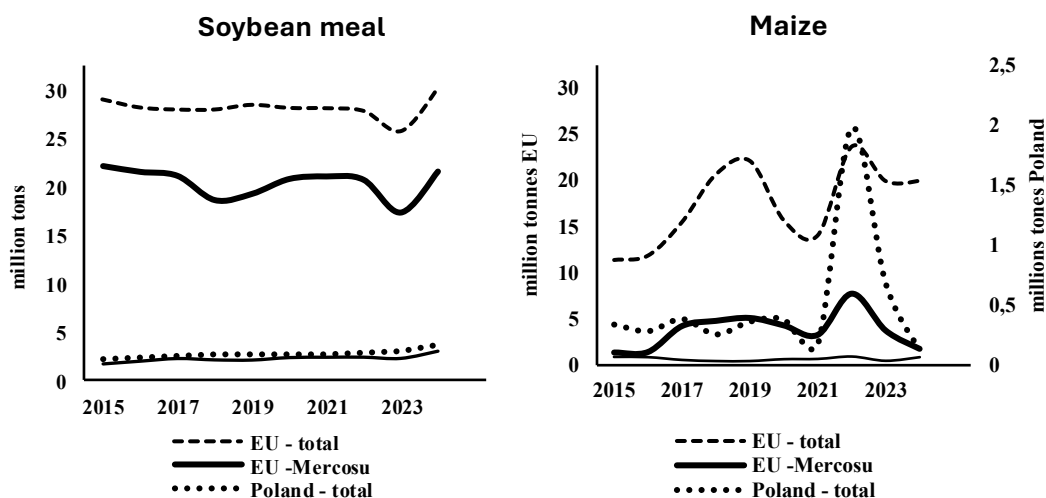 Soybean meal
million tons
30
25
20
15
10
5
0
2015 2017 2019 2021 2023
EU - total
EU -Mercosu
Poland - total
Maize
million tonnes EU
30
25
20
15
10
5
0
2,5
2
1,5
1
0,5
0
millions tones Poland
2015 2017 2019 2021 2023
EU - total
EU -Mercosu
Poland - total